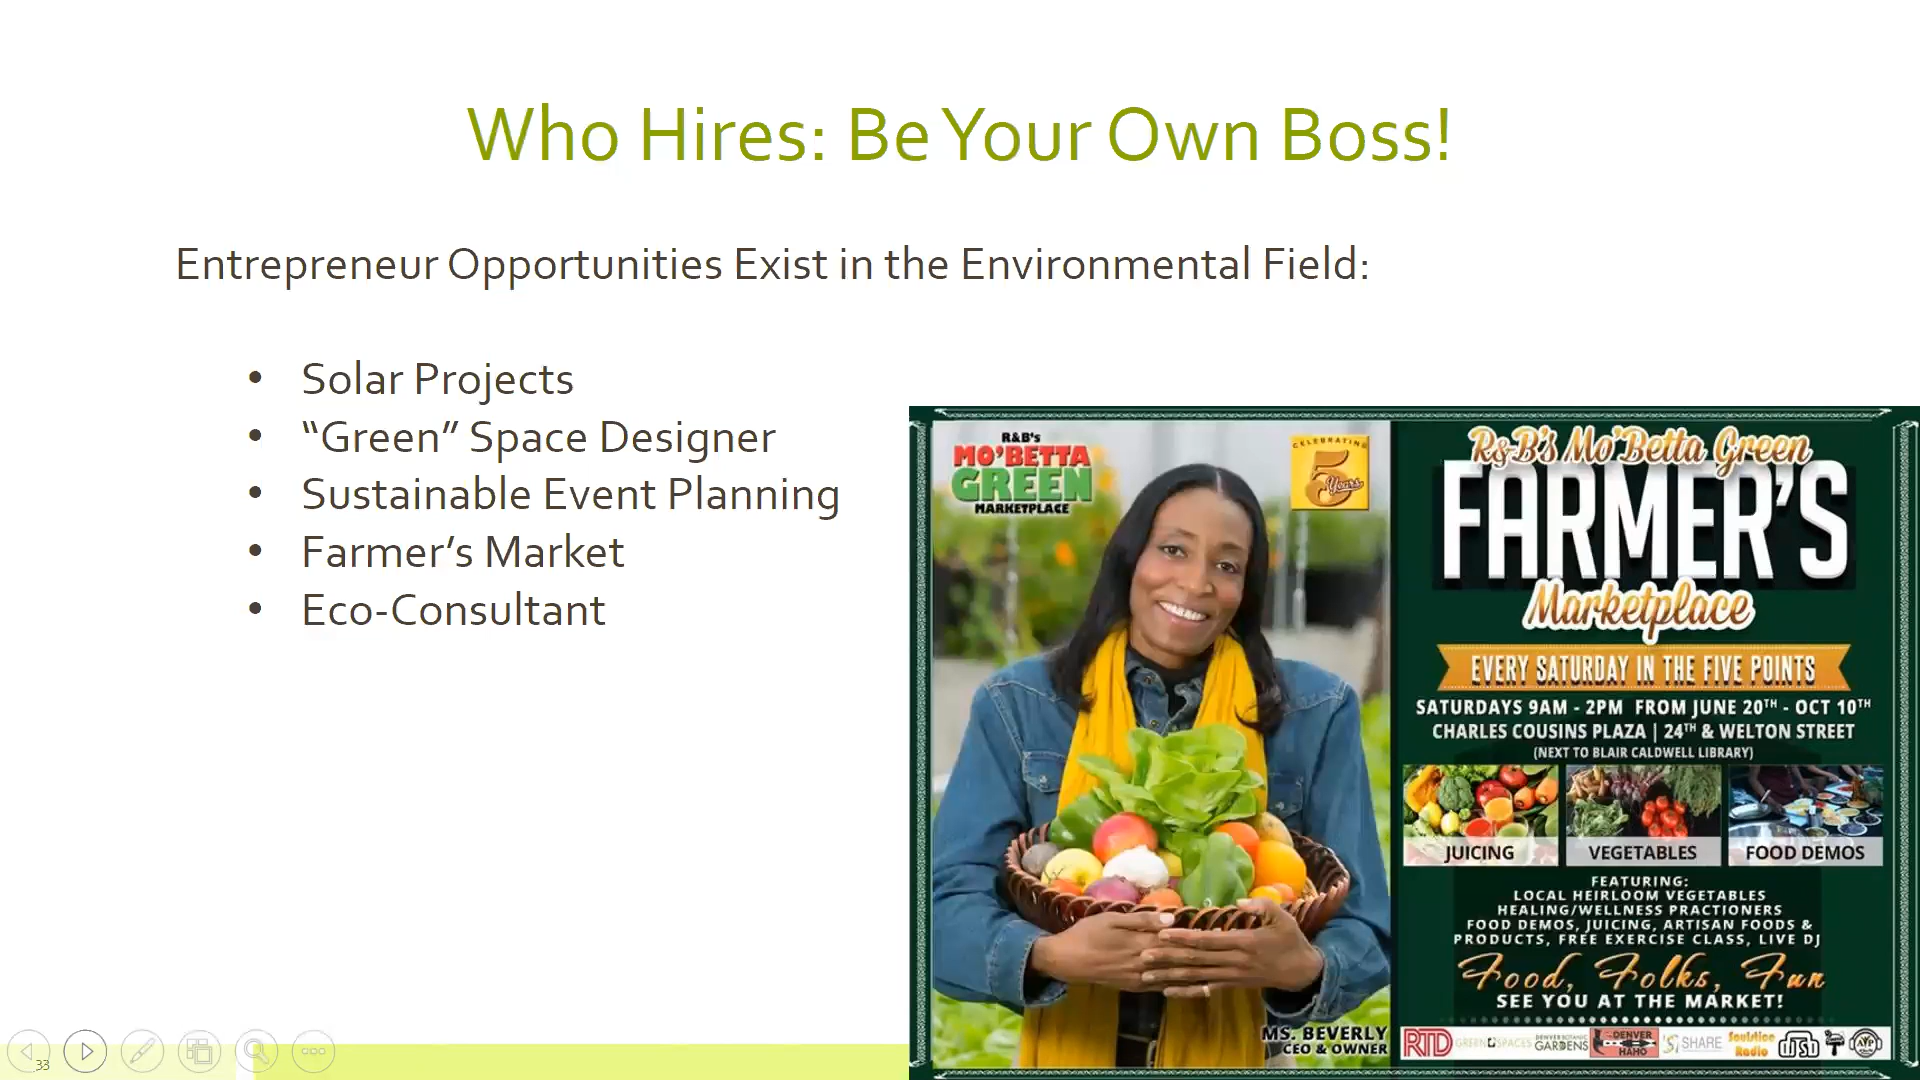 Who Hires: Be Your Own Boss!
Entrepreneur Opportunities Exist in the Environmental Field:
• Solar Projects
• “Green” Space Designer
• Sustainable Event Planning
• Farmer’s Market
• Eco-Consultant
R&B's
MO'BETTA
GREEN
MARKETPLACE
CELEBRATING
5
Years
MS. BEVERLY
CEO & OWNER
R&B's Mo'Betta Green
FARMER'S
Marketplace
EVERY SATURDAY IN THE FIVE POINTS
SATURDAYS 9AM - 2PM FROM JUNE 20TH - OCT 10TH
CHARLES COUSINS PLAZA | 24TH & WELTON STREET
(NEXT TO BLAIR CALDWELL LIBRARY)
JUICING
VEGETABLES
FOOD DEMOS
FEATURING:
LOCAL HEIRLOOM VEGETABLES
HEALING/WELLNESS PRACTIONERS
FOOD DEMOS, JUICING, ARTISAN FOODS &
PRODUCTS, FREE EXERCISE CLASS, LIVE DJ
Food, Folks, Fun
SEE YOU AT THE MARKET!
RTD
GREEN SPACES
DENVER BOTANIC
GARDENS
DENVER
HAHO
SHARE
Soulstice
Radio
33